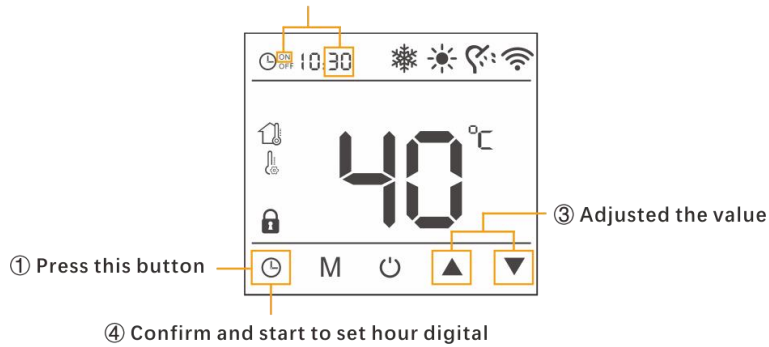 ON
OFF 10:30
40 °C
③ Adjusted the value
① Press this button
M
④ Confirm and start to set hour digital